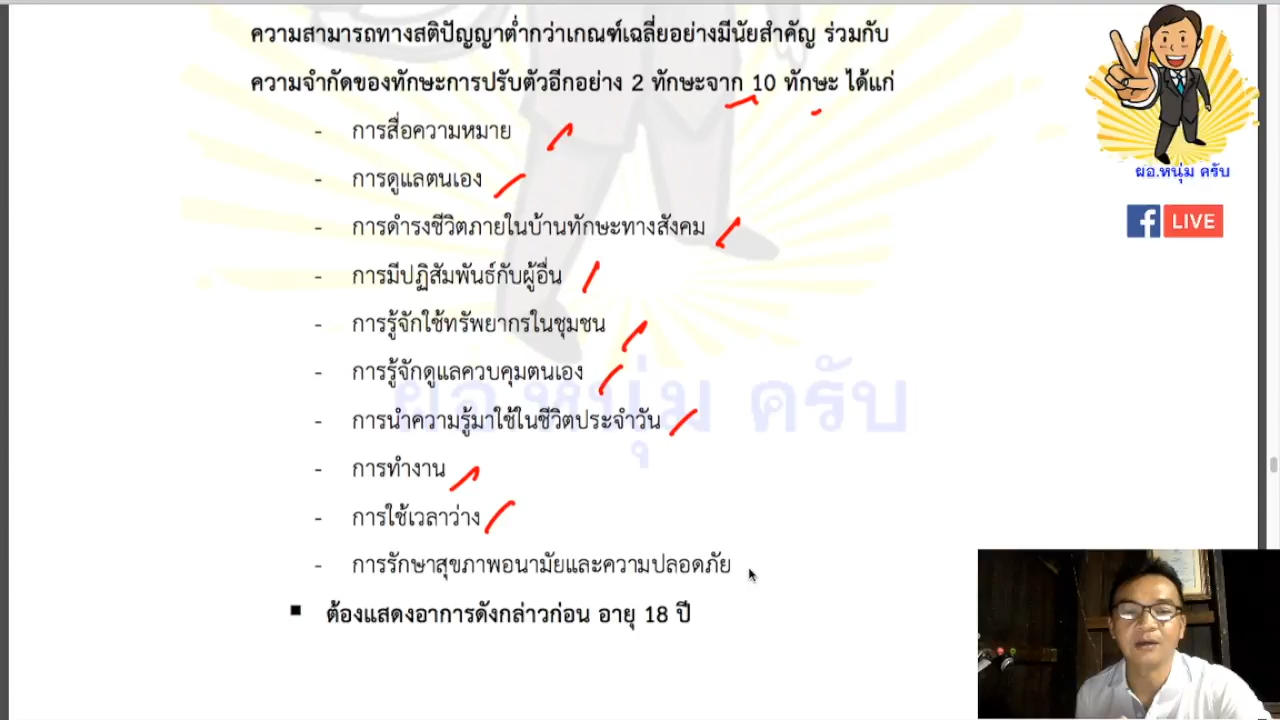 ความสามารถทางสติปัญญาต่ำกว่าเกณฑ์เฉลี่ยอย่างมีนัยสำคัญ ร่วมกับ
ความจำกัดของทักษะการปรับตัวอีกอย่าง 2 ทักษะจาก 10 ทักษะ ได้แก่
- การสื่อความหมาย
- การดูแลตนเอง
- การดำรงชีวิตภายในบ้านทักษะทางสังคม
- การมีปฏิสัมพันธ์กับผู้อื่น
- การรู้จักใช้ทรัพยากรในชุมชน
- การรู้จักดูแลควบคุมตนเอง
- การนำความรู้มาใช้ในชีวิตประจำวัน
- การทำงาน
- การใช้เวลาว่าง
- การรักษาสุขภาพอนามัยและความปลอดภัย
▪ ต้องแสดงอาการดังกล่าวก่อน อายุ 18 ปี
ผอ.หนุ่ม ครับ
ผอ.หนุ่ม ครับ
f LIVE